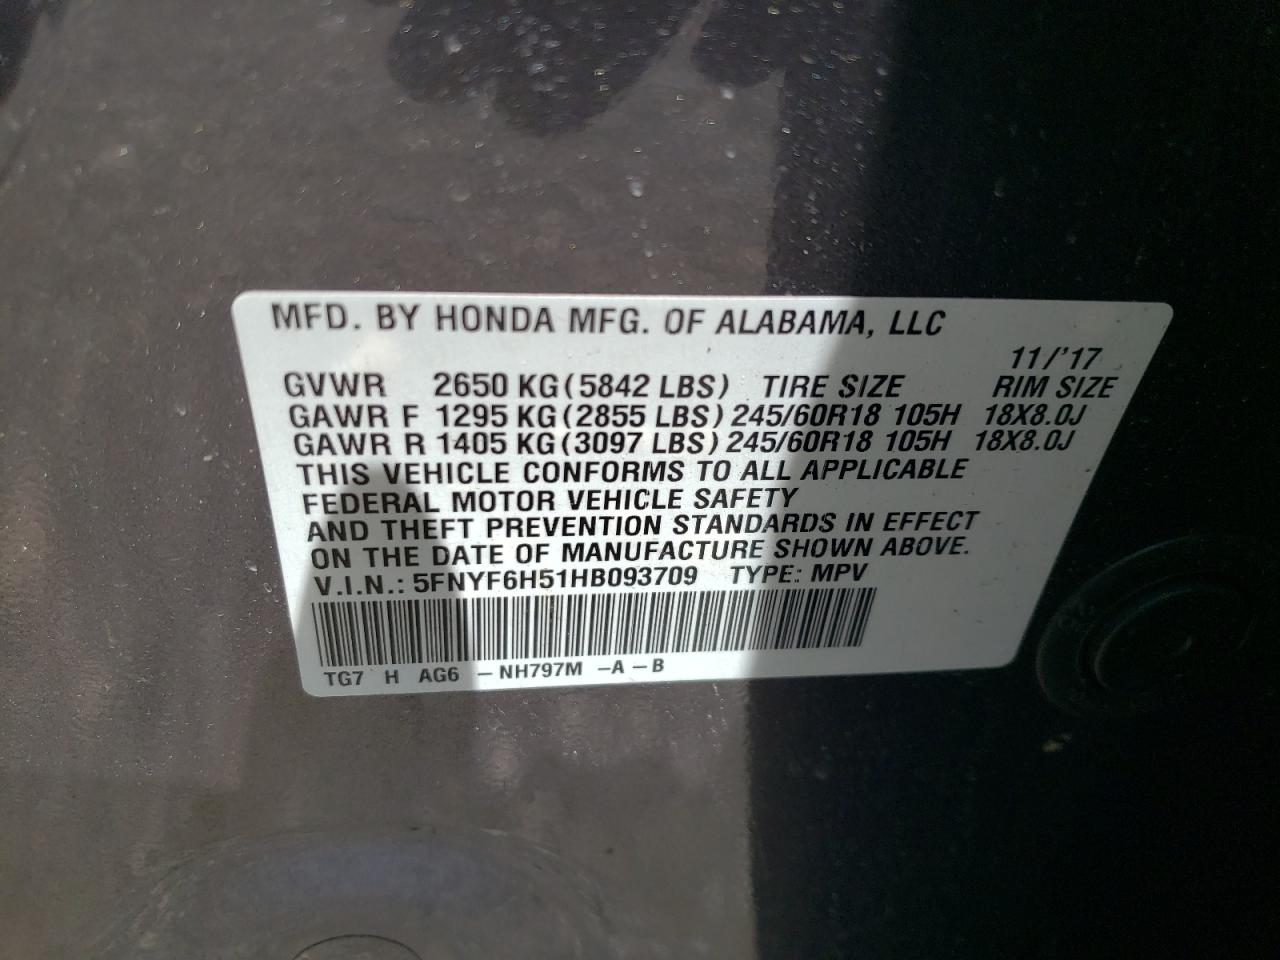 MFD. BY HONDA MFG. OF ALABAMA, LLC
11/'17
GVWR 2650 KG (5842 LBS) TIRE SIZE RIM SIZE
GAWR F 1295 KG (2855 LBS) 245/60R18 105H 18X8.0J
GAWR R 1405 KG (3097 LBS) 245/60R18 105H 18X8.0J
THIS VEHICLE CONFORMS TO ALL APPLICABLE
FEDERAL MOTOR VEHICLE SAFETY
AND THEFT PREVENTION STANDARDS IN EFFECT
ON THE DATE OF MANUFACTURE SHOWN ABOVE.
V.I.N.: 5FNYF6H51HB093709 TYPE: MPV
TG7 H AG6 – NH797M –A –B